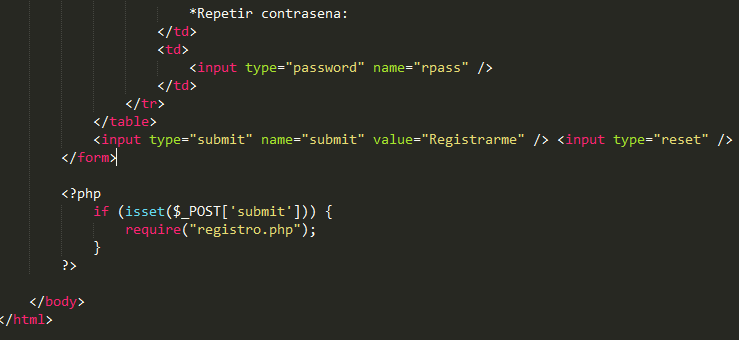 *Repetir contrasena:
</td>
<td>
<input type="password" name="rpass" />
</td>
</tr>
</table>
<input type="submit" name="submit" value="Registrarme" /> <input type="reset" />
</form>
<?php
if (isset($_POST['submit'])) {
require("registro.php");
}
?>
</body>
</html>